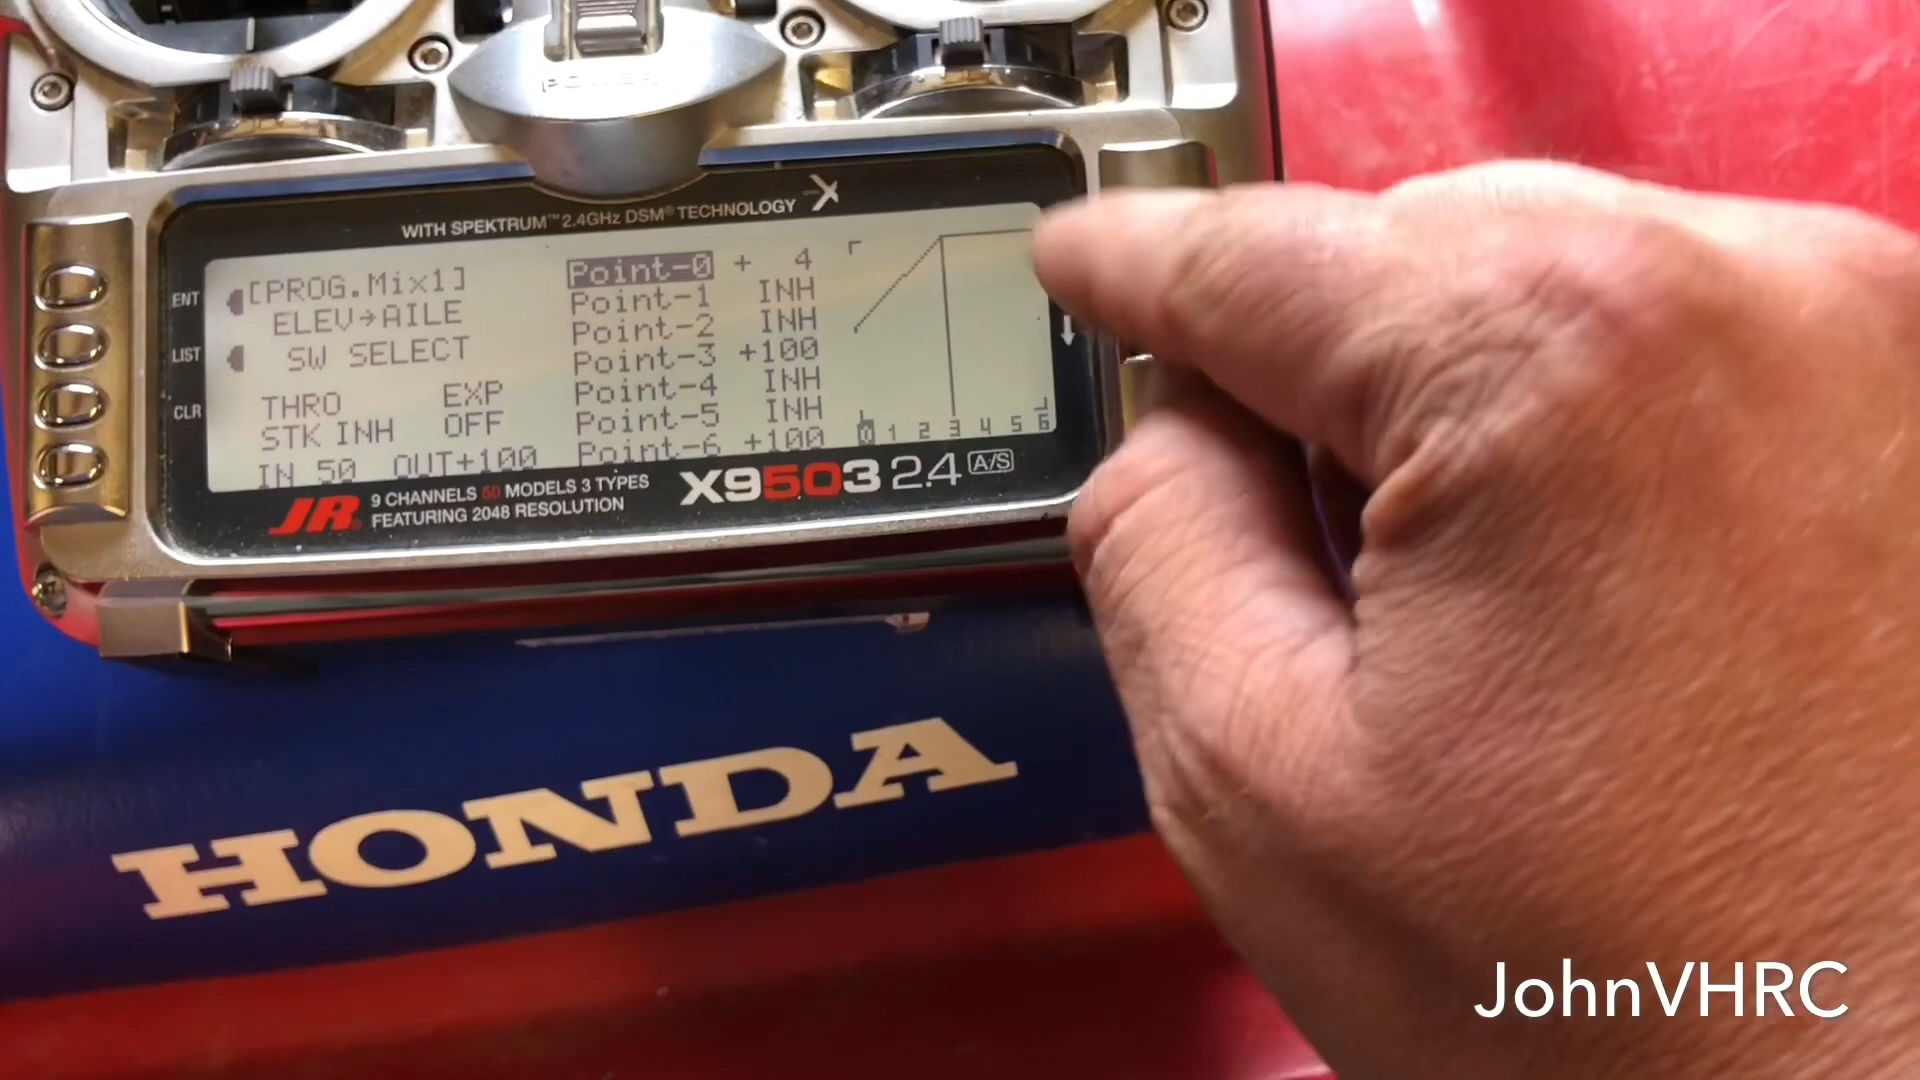 POWER
WITH SPEKTRUM™ 2.4GHz DSM® TECHNOLOGY X
ENT
LIST
CLR
[PROG.Mix1]
ELEV→AILE
SW SELECT
THRO EXP
STK INH OFF
IN 50 OUT+100
Point-0 + 4
Point-1 INH
Point-2 INH
Point-3 +100
Point-4 INH
Point-5 INH
Point-6 +100
0 1 2 3 4 5 6
JR®
9 CHANNELS 50 MODELS 3 TYPES
FEATURING 2048 RESOLUTION
X9503 2.4 A/S
HONDA
JohnVHRC